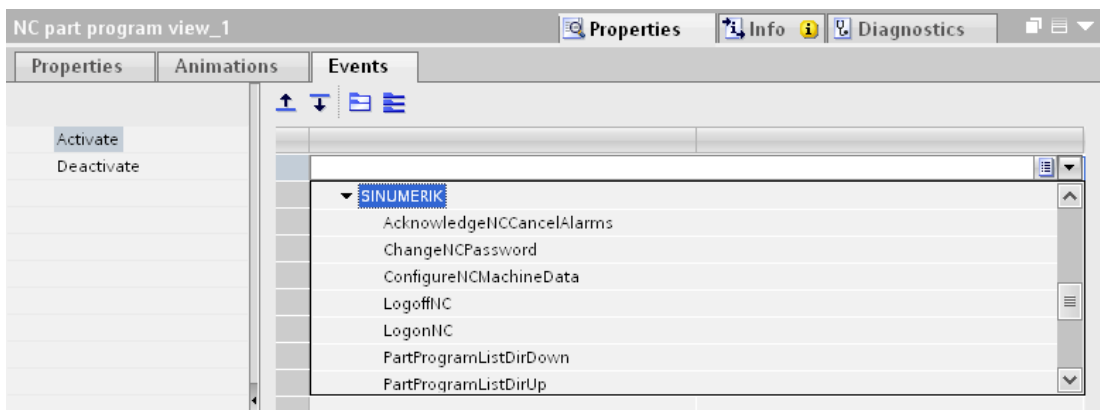 NC part program view_1 Properties Info Diagnostics
Properties Animations Events
Activate
Deactivate
SINUMERIK
AcknowledgeNCCancelAlarms
ChangeNCPassword
ConfigureNCMachineData
LogoffNC
LogonNC
PartProgramListDirDown
PartProgramListDirUp